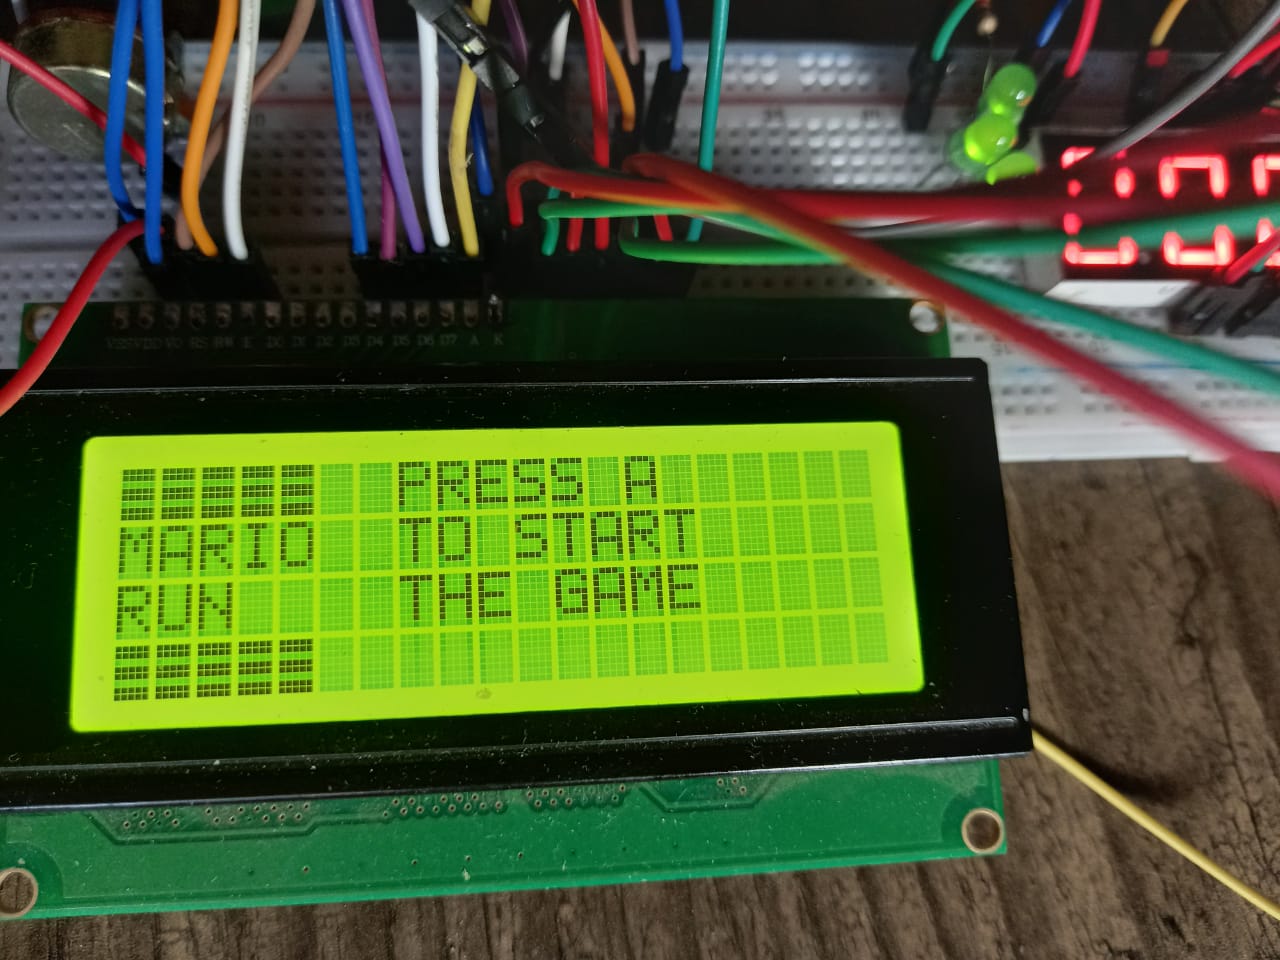 VSS VDD VO RS RW E D0 D1 D2 D3 D4 D5 D6 D7 A K
PRESS A
MARIO TO START
RUN THE GAME